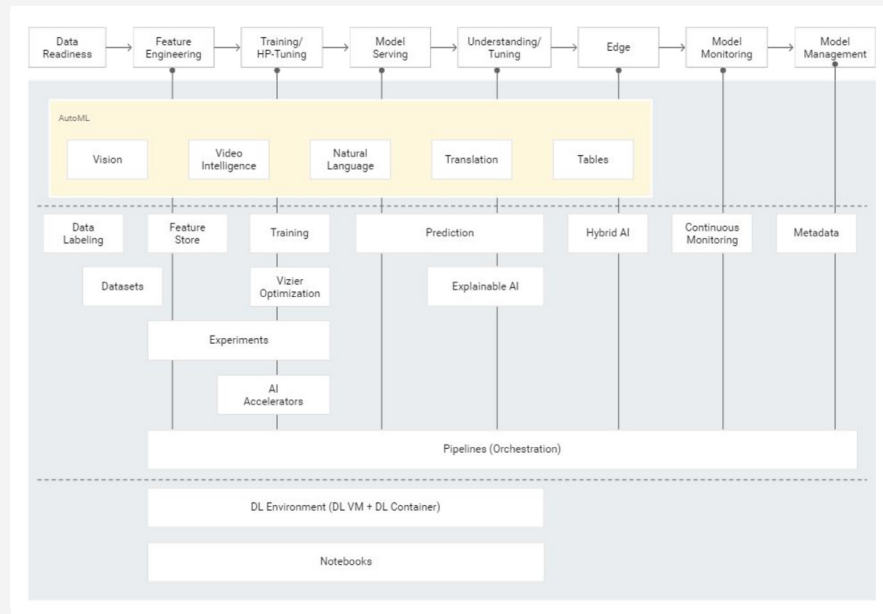 Data
Readiness
Feature
Engineering
Training/
HP-Tuning
Model
Serving
Understanding/
Tuning
Edge
Model
Monitoring
Model
Management
AutoML
Vision
Video
Intelligence
Natural
Language
Translation
Tables
Data
Labeling
Feature
Store
Training
Prediction
Hybrid AI
Continuous
Monitoring
Metadata
Datasets
Vizier
Optimization
Explainable AI
Experiments
AI
Accelerators
Pipelines (Orchestration)
DL Environment (DL VM + DL Container)
Notebooks